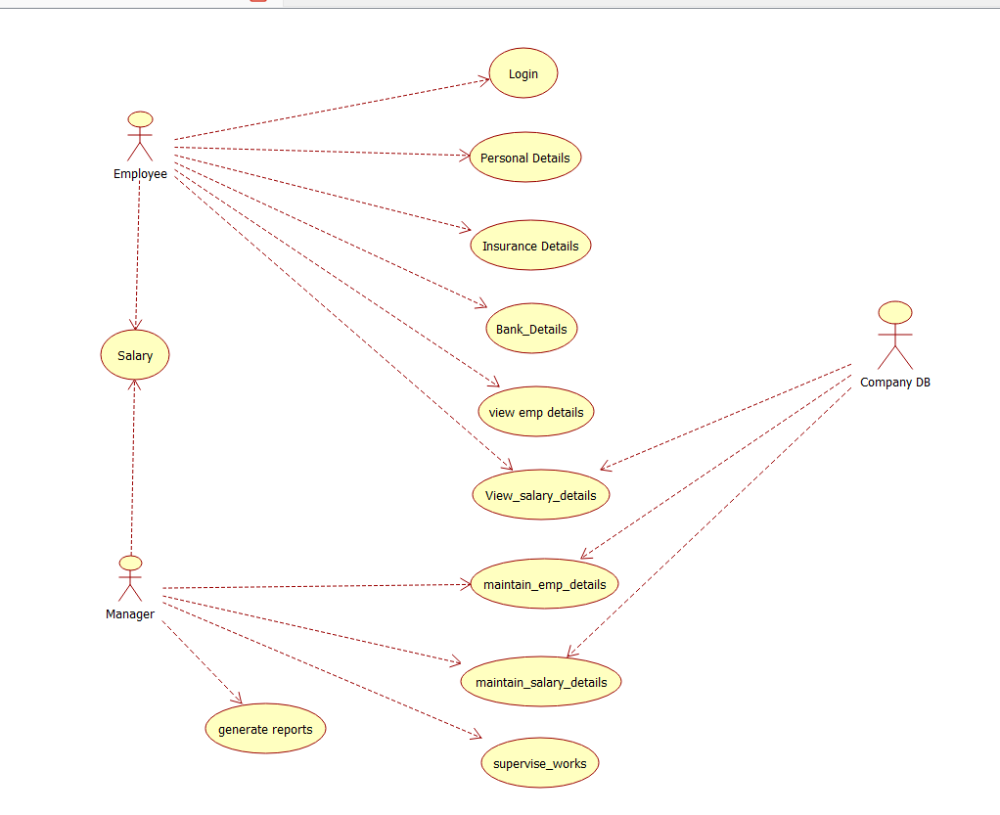 Login
Personal Details
Employee
Insurance Details
Bank_Details
Salary
Company DB
view emp details
View_salary_details
maintain_emp_details
Manager
maintain_salary_details
generate reports
supervise_works